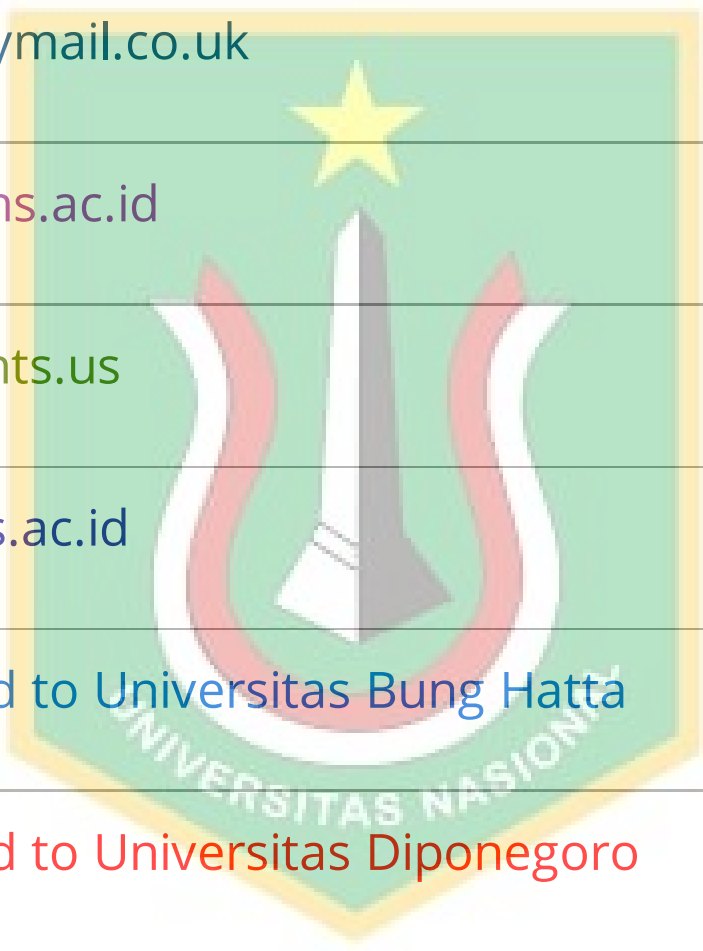 ymail.co.uk
ns.ac.id
nts.us
s.ac.id
d to Universitas Bung Hatta
UNIVERSITAS NASIONAL
d to Universitas Diponegoro